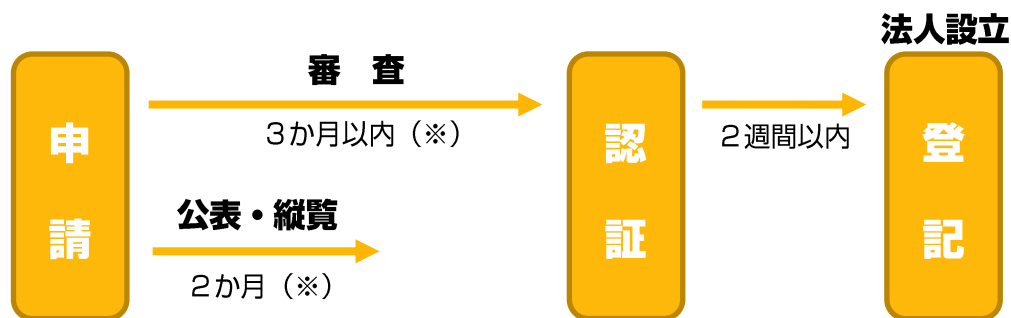 申請
審　査
３か月以内（※）
公表・縦覧
２か月（※）
認証
２週間以内
法人設立
登記